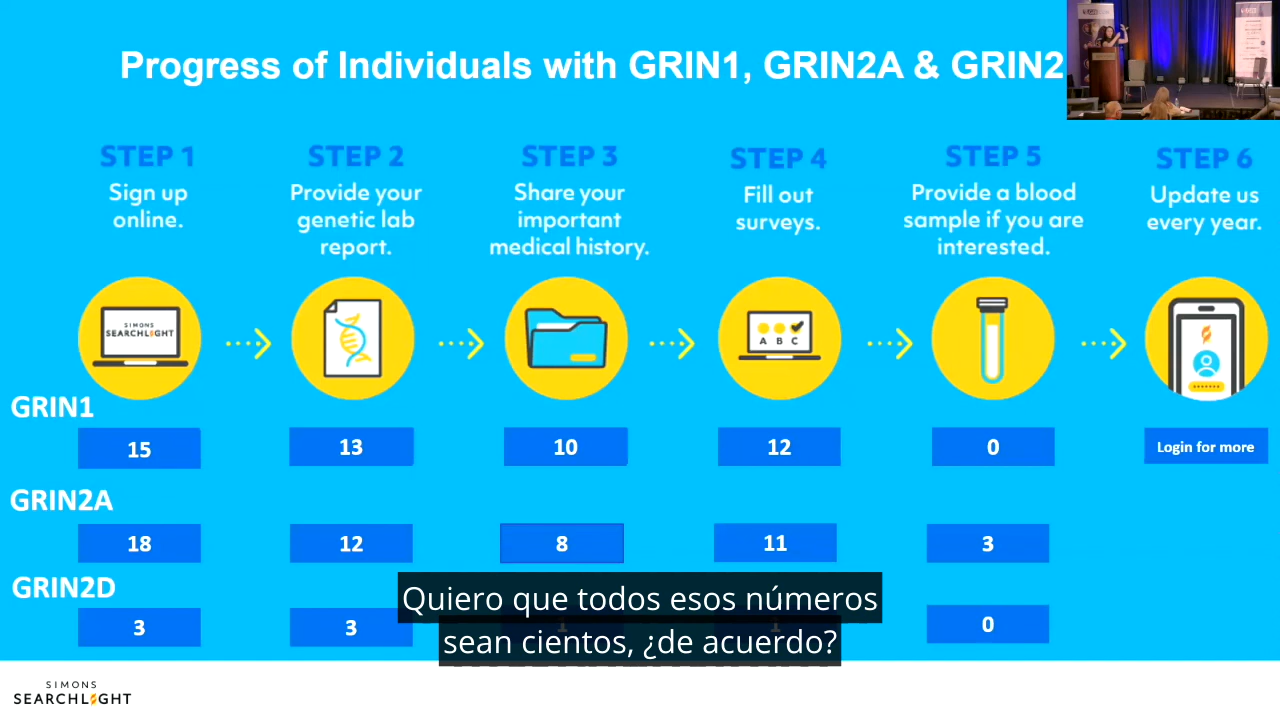 Progress of Individuals with GRIN1, GRIN2A & GRIN2
STEP 1
Sign up
online.
STEP 2
Provide your
genetic lab
report.
STEP 3
Share your
important
medical history.
STEP 4
Fill out
surveys.
STEP 5
Provide a blood
sample if you are
interested.
STEP 6
Update us
every year.
SIMONS
SEARCHLIGHT
A B C
GRIN1
15
13
10
12
0
Login for more
GRIN2A
18
12
8
11
3
GRIN2D
3
3
1
1
0
Quiero que todos esos números
sean cientos, ¿de acuerdo?
SIMONS
SEARCHLIGHT